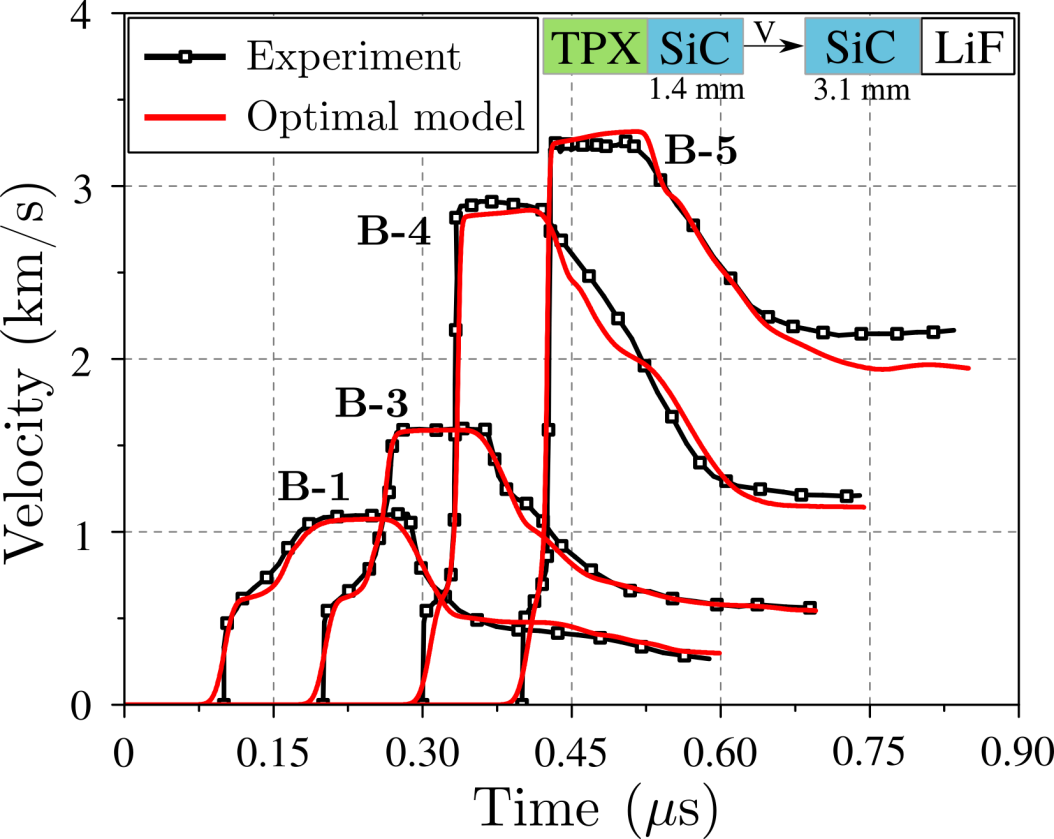 4
3
2
1
0
Velocity (km/s)
Experiment
Optimal model
TPX SiC V SiC LiF
1.4 mm 3.1 mm
B-5
B-4
B-3
B-1
0 0.15 0.30 0.45 0.60 0.75 0.90
Time (μs)